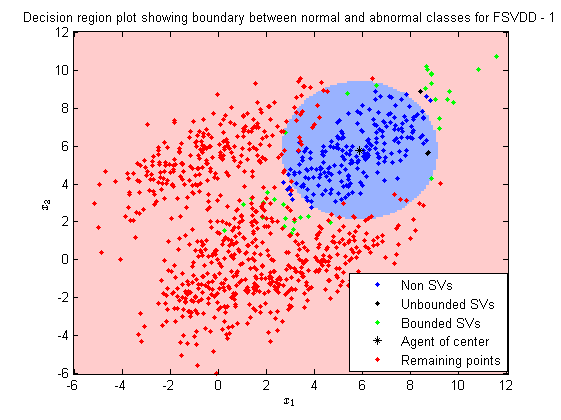 Decision region plot showing boundary between normal and abnormal classes for FSVDD - 1
12
10
8
6
4
2
0
-2
-4
-6
x₂
-6
-4
-2
0
2
4
6
8
10
12
x₁
Non SVs
Unbounded SVs
Bounded SVs
Agent of center
Remaining points